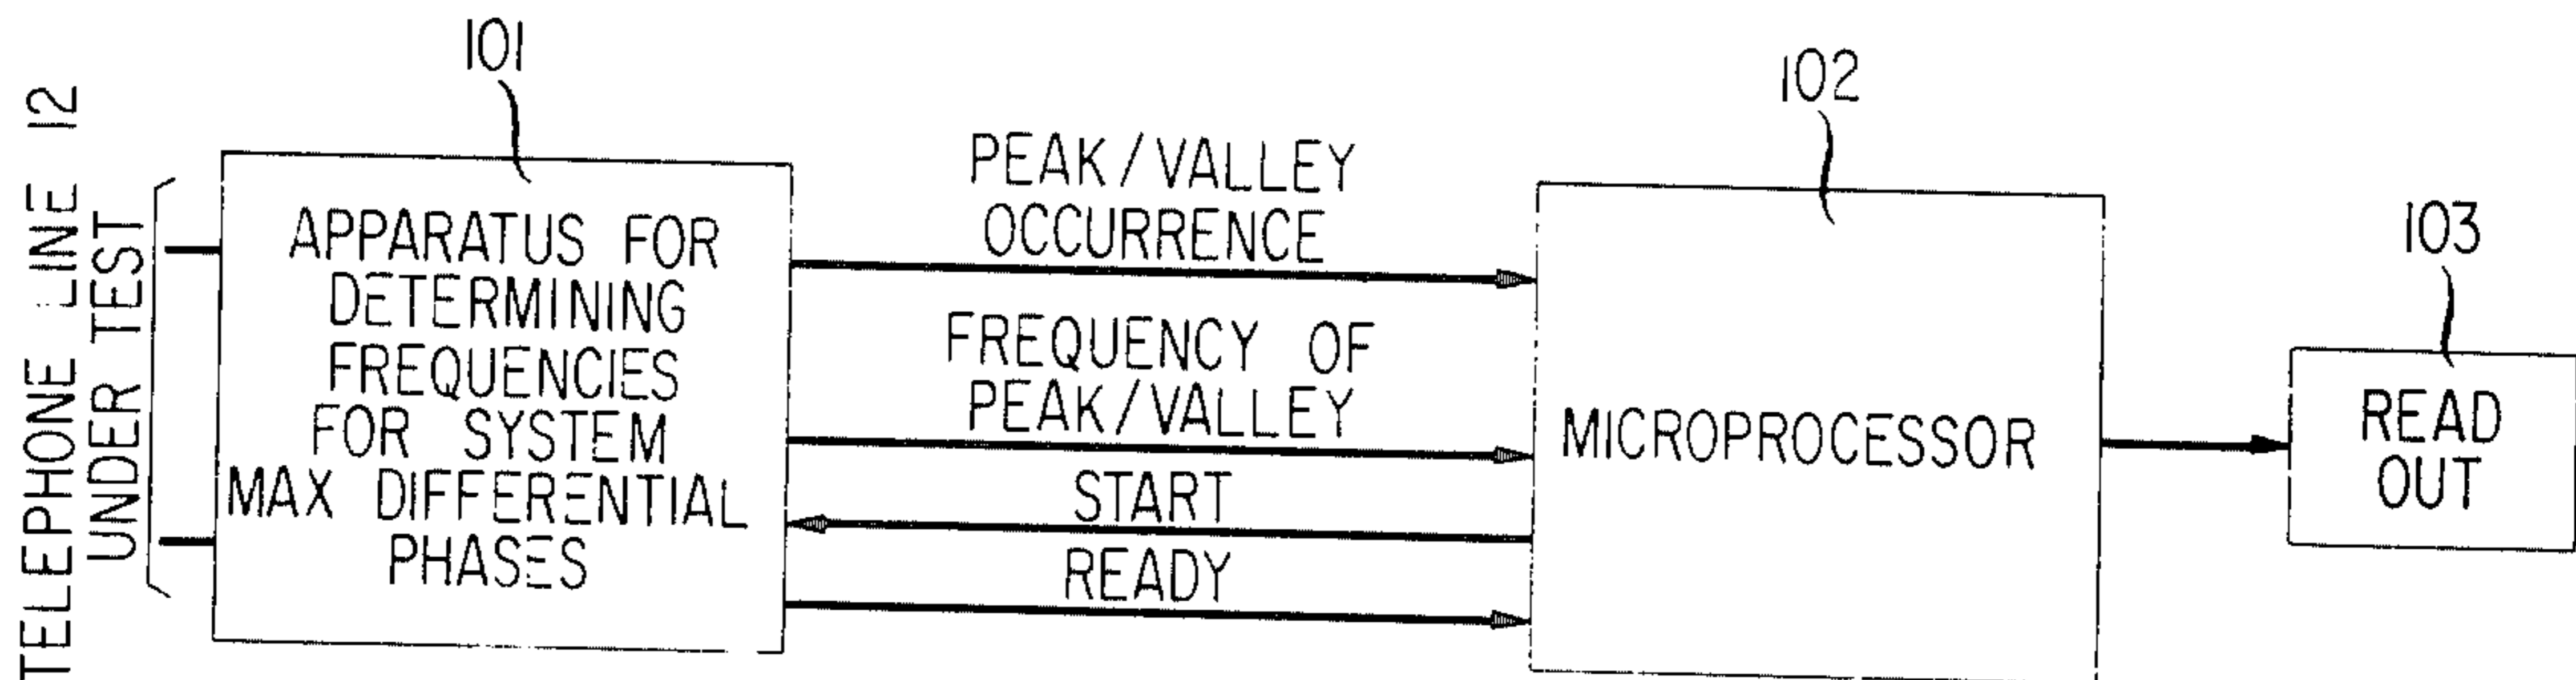 TELEPHONE LINE 12
UNDER TEST
101
APPARATUS FOR
DETERMINING
FREQUENCIES
FOR SYSTEM
MAX DIFFERENTIAL
PHASES
PEAK/VALLEY
OCCURRENCE
FREQUENCY OF
PEAK/VALLEY
START
READY
102
MICROPROCESSOR
103
READ
OUT